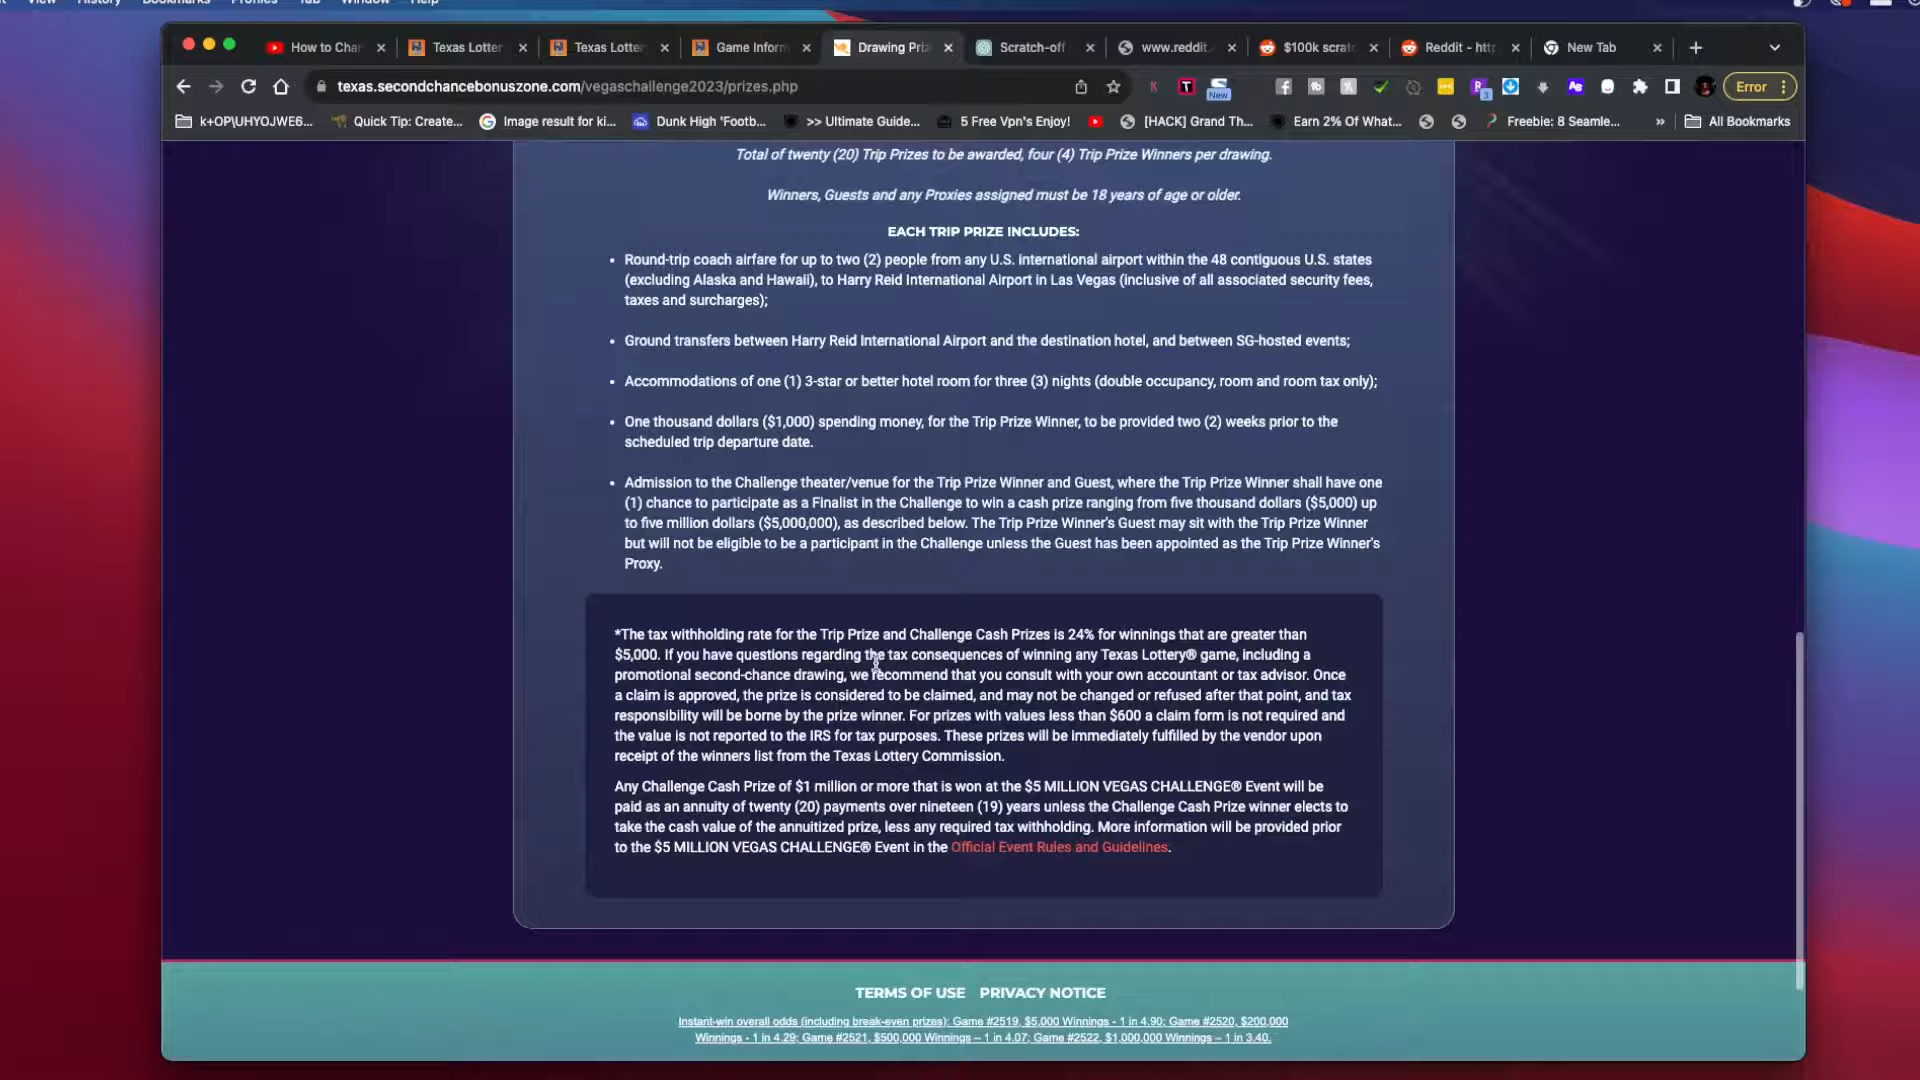 View History Bookmarks Profiles Tab Window Help
How to Cha
Texas Lotter
Texas Lotte
Game Inform
Drawing Priz
Scratch-off
www.reddit.
$100k scrat
Reddit - htt
New Tab
texas.secondchancebonuszone.com/vegaschallenge2023/prizes.php
New
3
Error
k+OP\UHYOJWE6...
Quick Tip: Create...
Image result for ki...
Dunk High 'Footb...
>> Ultimate Guide...
5 Free Vpn's Enjoy!
[HACK] Grand Th...
Earn 2% Of What...
Freebie: 8 Seamle...
»
All Bookmarks
Total of twenty (20) Trip Prizes to be awarded, four (4) Trip Prize Winners per drawing.
Winners, Guests and any Proxies assigned must be 18 years of age or older.
EACH TRIP PRIZE INCLUDES:
• Round-trip coach airfare for up to two (2) people from any U.S. international airport within the 48 contiguous U.S. states
(excluding Alaska and Hawaii), to Harry Reid International Airport in Las Vegas (inclusive of all associated security fees,
taxes and surcharges);
• Ground transfers between Harry Reid International Airport and the destination hotel, and between SG-hosted events;
• Accommodations of one (1) 3-star or better hotel room for three (3) nights (double occupancy, room and room tax only);
• One thousand dollars ($1,000) spending money, for the Trip Prize Winner, to be provided two (2) weeks prior to the
scheduled trip departure date.
• Admission to the Challenge theater/venue for the Trip Prize Winner and Guest, where the Trip Prize Winner shall have one
(1) chance to participate as a Finalist in the Challenge to win a cash prize ranging from five thousand dollars ($5,000) up
to five million dollars ($5,000,000), as described below. The Trip Prize Winner's Guest may sit with the Trip Prize Winner
but will not be eligible to be a participant in the Challenge unless the Guest has been appointed as the Trip Prize Winner's
Proxy.
*The tax withholding rate for the Trip Prize and Challenge Cash Prizes is 24% for winnings that are greater than
$5,000. If you have questions regarding the tax consequences of winning any Texas Lottery® game, including a
promotional second-chance drawing, we recommend that you consult with your own accountant or tax advisor. Once
a claim is approved, the prize is considered to be claimed, and may not be changed or refused after that point, and tax
responsibility will be borne by the prize winner. For prizes with values less than $600 a claim form is not required and
the value is not reported to the IRS for tax purposes. These prizes will be immediately fulfilled by the vendor upon
receipt of the winners list from the Texas Lottery Commission.
Any Challenge Cash Prize of $1 million or more that is won at the $5 MILLION VEGAS CHALLENGE® Event will be
paid as an annuity of twenty (20) payments over nineteen (19) years unless the Challenge Cash Prize winner elects to
take the cash value of the annuitized prize, less any required tax withholding. More information will be provided prior
to the $5 MILLION VEGAS CHALLENGE® Event in the Official Event Rules and Guidelines.
TERMS OF USE PRIVACY NOTICE
Instant-win overall odds (including break-even prizes): Game #2519, $5,000 Winnings - 1 in 4.90; Game #2520, $200,000
Winnings - 1 in 4.29; Game #2521, $500,000 Winnings – 1 in 4.07; Game #2522, $1,000,000 Winnings – 1 in 3.40.